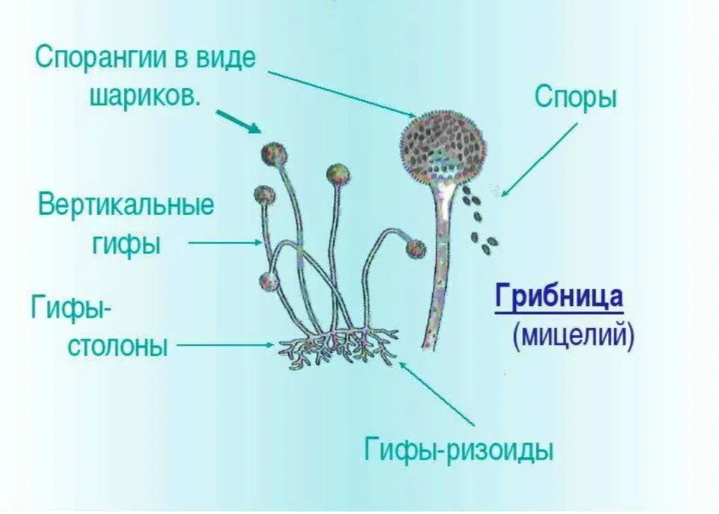 Спорангии в виде
шариков.
Споры
Вертикальные
гифы
Грибница
(мицелий)
Гифы-
столоны
Гифы-ризоиды